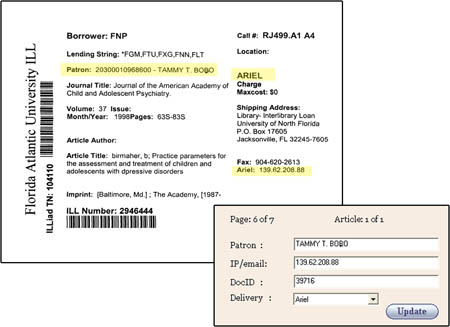 Florida Atlantic University ILL
ILLiad TN: 104110
Borrower: FNP
Call #: RJ499.A1 A4
Lending String: *FGM,FTU,FXG,FNN,FLT
Location:
Patron: 20300010968600 - TAMMY T. BOBO
ARIEL
Charge
Maxcost: $0
Journal Title: Journal of the American Academy of
Child and Adolescent Psychiatry.
Volume: 37 Issue:
Month/Year: 1998Pages: 63S-83S
Shipping Address:
Library- Interlibrary Loan
University of North Florida
P.O. Box 17605
Jacksonville, FL 32245-7605
Article Author:
Article Title: birmaher, b; Practice parameters for
the assessment and treatment of children and
adolescents with dpressive disorders
Fax: 904-620-2613
Ariel: 139.62.208.88
Imprint: [Baltimore, Md.] ; The Academy, [1987-
ILL Number: 2946444
Page: 6 of 7
Article: 1 of 1
Patron : TAMMY T. BOBO
IP/email: 139.62.208.88
DocID : 39716
Delivery : Ariel
Update